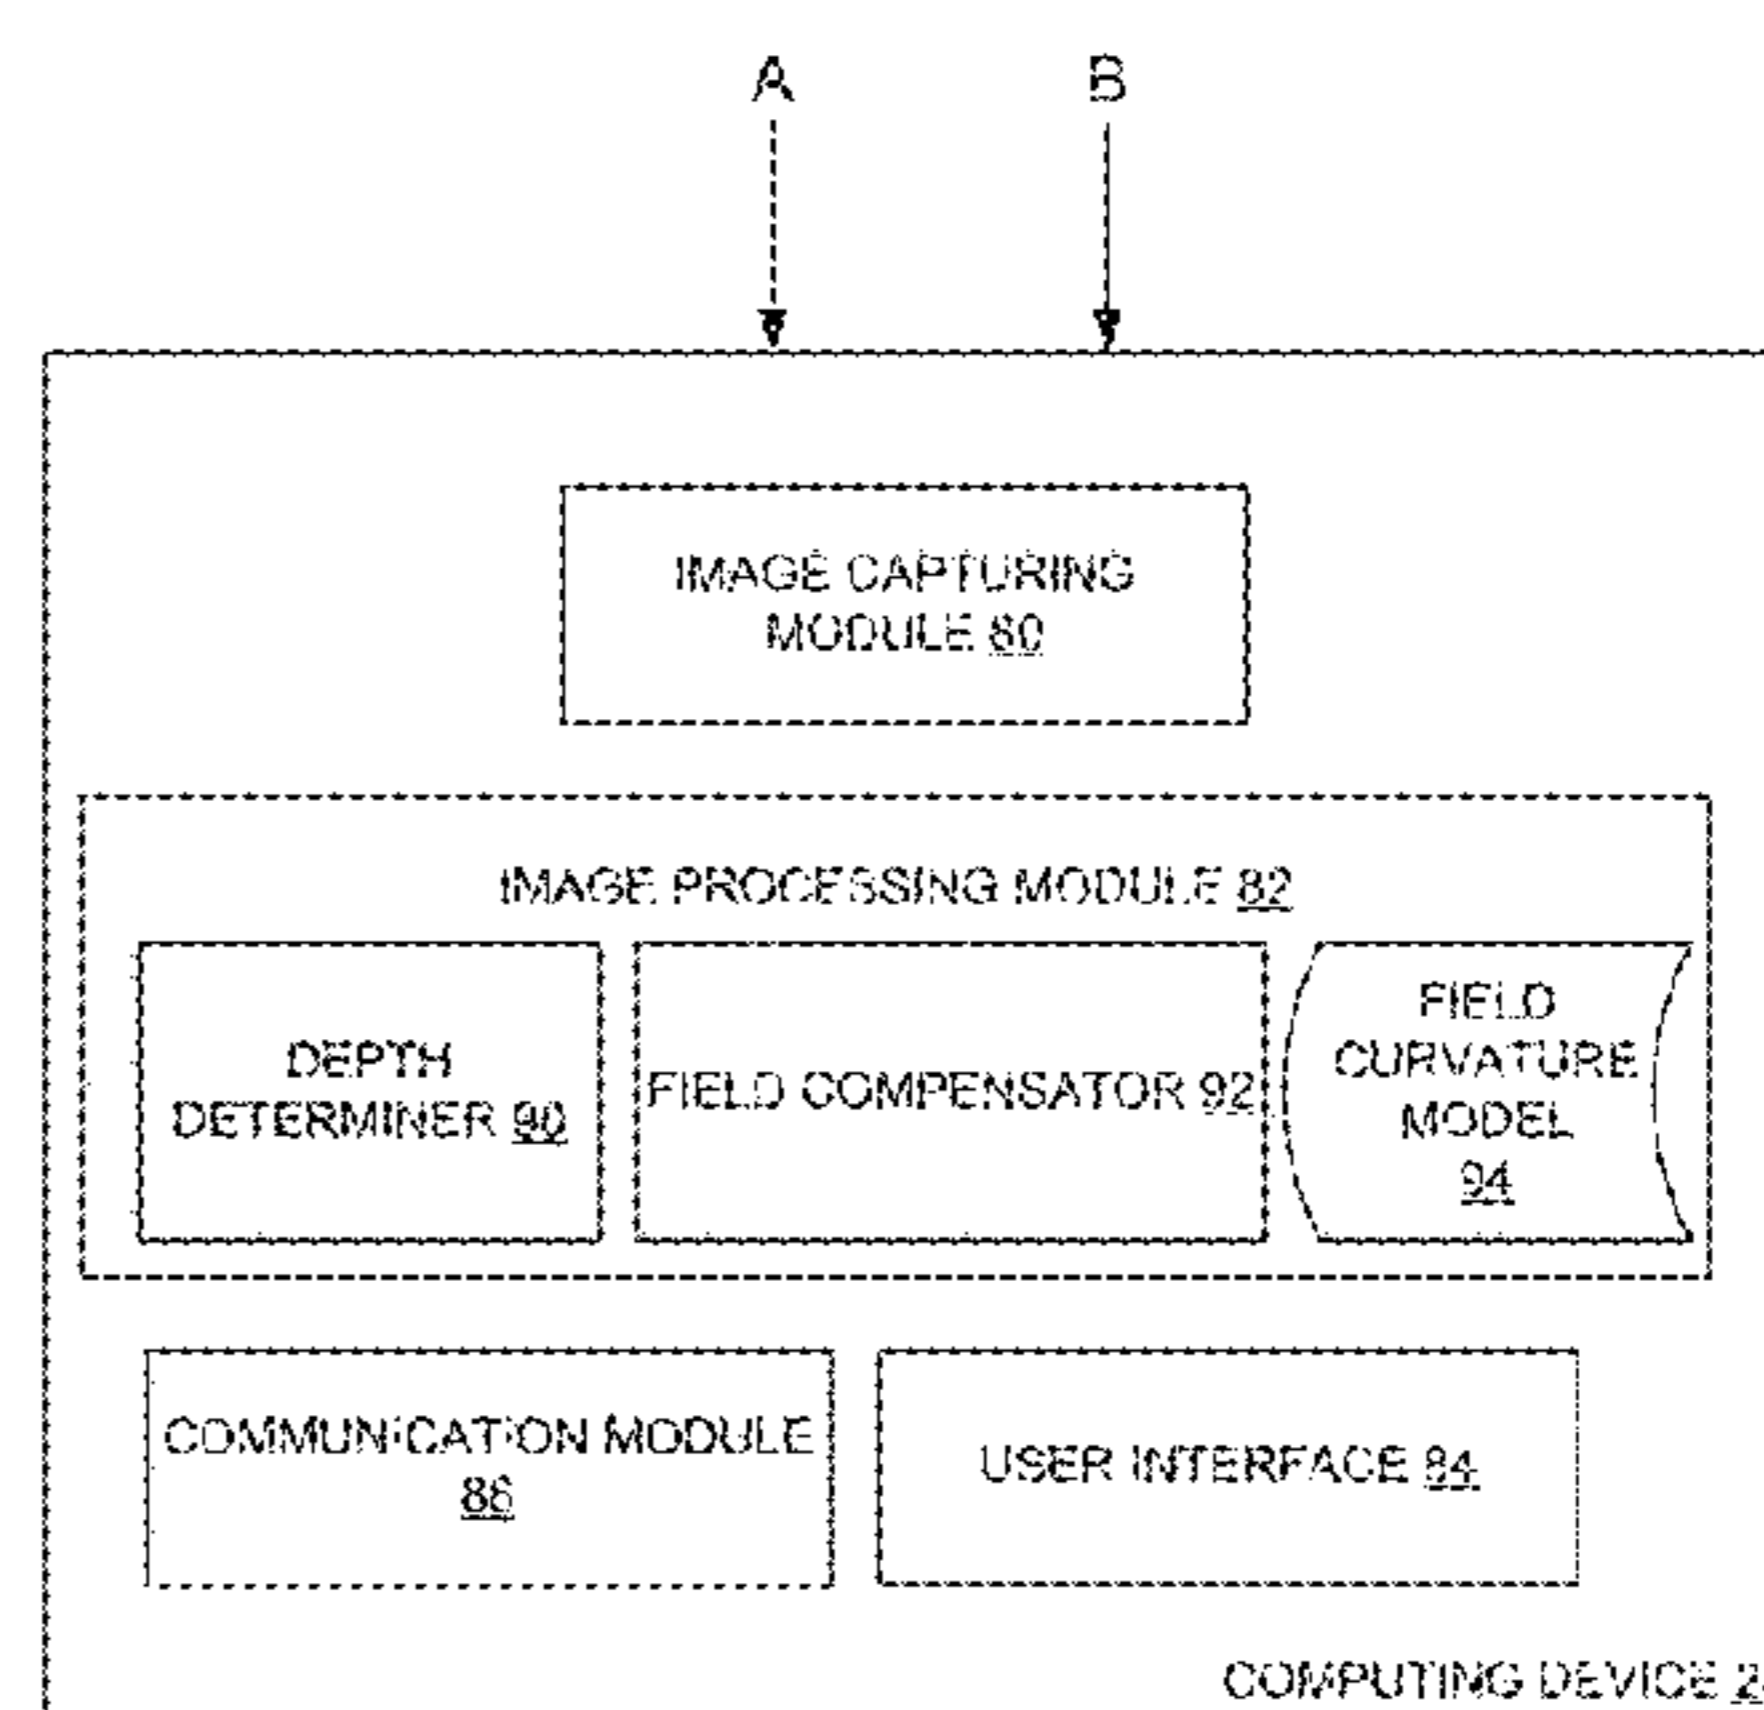 A B
IMAGE CAPTURING
MODULE 80
IMAGE PROCESSING MODULE 82
DEPTH
DETERMINER 90
FIELD COMPENSATOR 92
FIELD
CURVATURE
MODEL
94
COMMUNICATION MODULE
86
USER INTERFACE 84
COMPUTING DEVICE